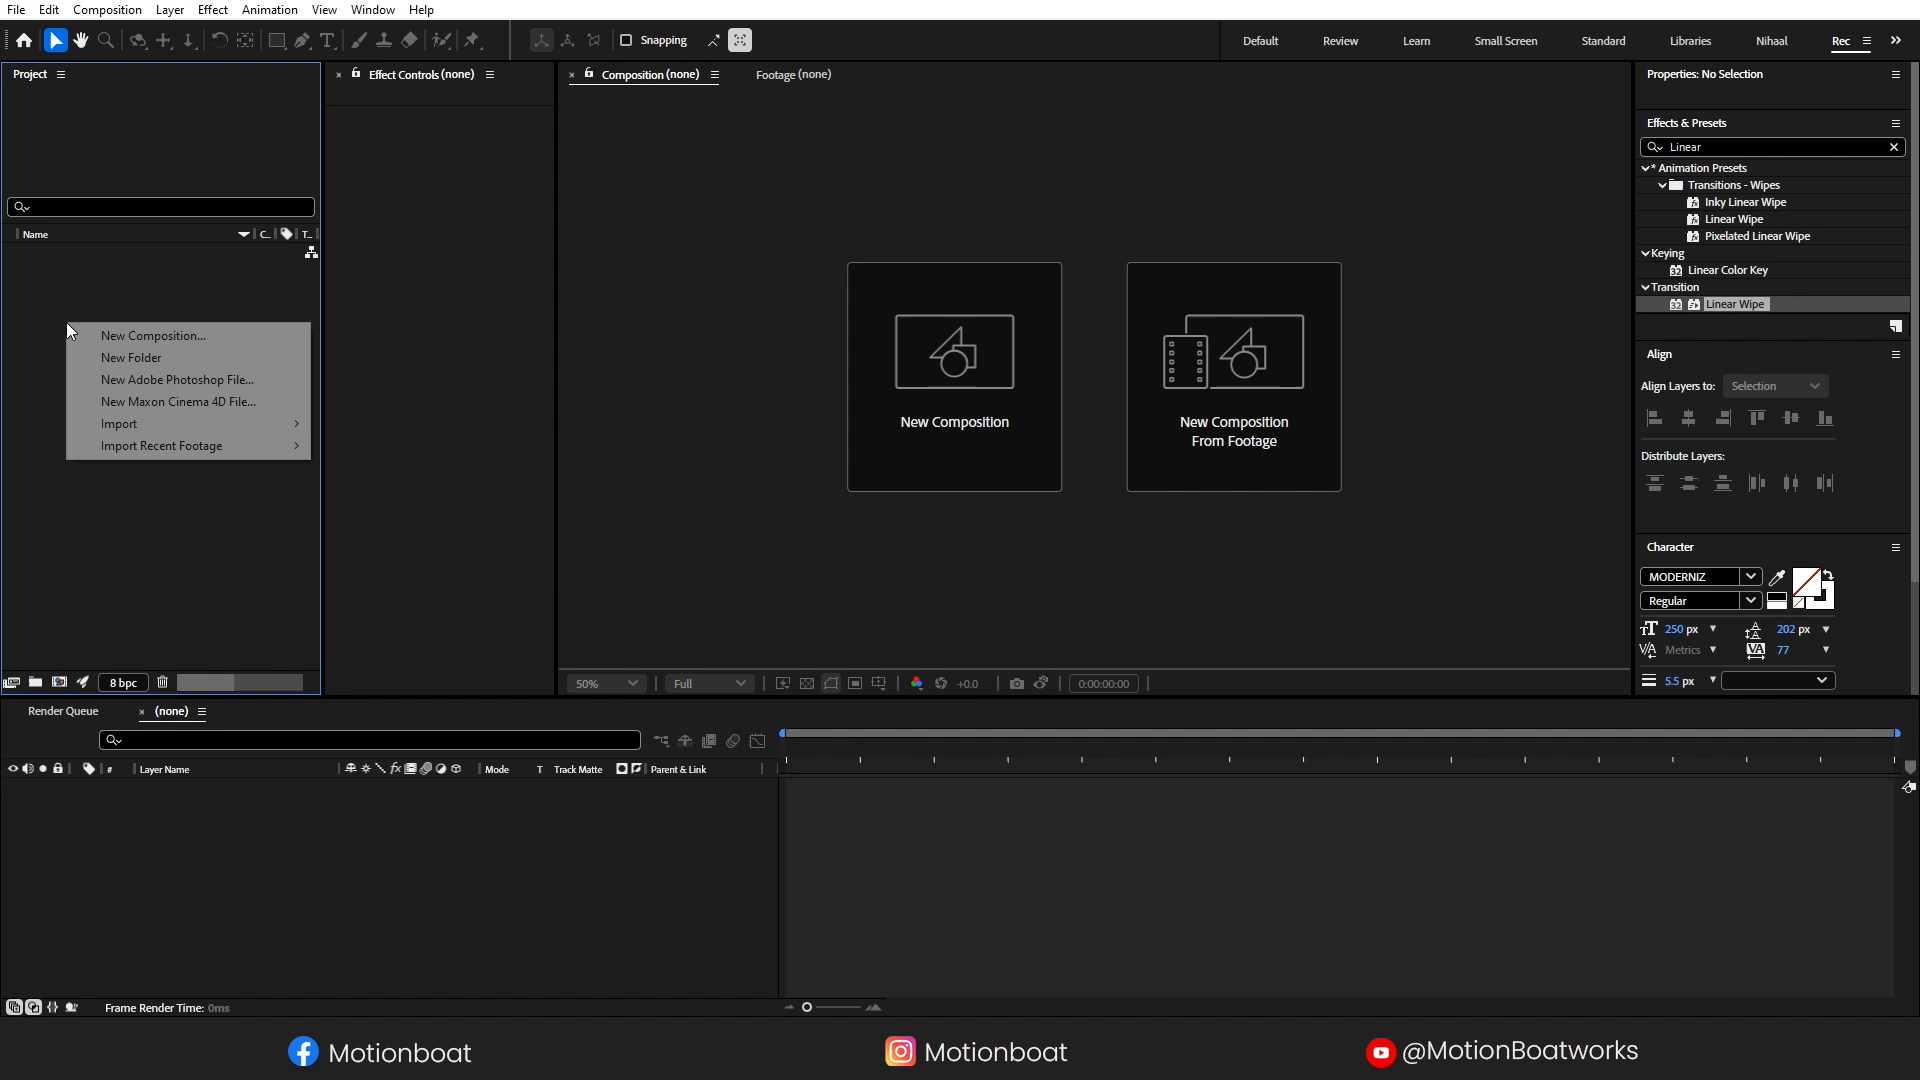 File Edit Composition Layer Effect Animation View Window Help
Snapping
Default Review Learn Small Screen Standard Libraries Nihaal Rec
Project
Effect Controls (none)
Composition (none)
Footage (none)
Properties: No Selection
Effects & Presets
Linear
* Animation Presets
Transitions - Wipes
Inky Linear Wipe
Linear Wipe
Pixelated Linear Wipe
Keying
Linear Color Key
Transition
Linear Wipe
Name C.. T..
New Composition...
New Folder
New Adobe Photoshop File...
New Maxon Cinema 4D File...
Import
Import Recent Footage
New Composition
New Composition
From Footage
Align
Align Layers to: Selection
Distribute Layers:
Character
MODERNIZ
Regular
250 px 202 px
Metrics 77
5.5 px
8 bpc
50% Full +0.0 0:00:00:00
Render Queue (none)
# Layer Name Mode T Track Matte Parent & Link
Frame Render Time: 0ms
Motionboat
Motionboat
@MotionBoatworks